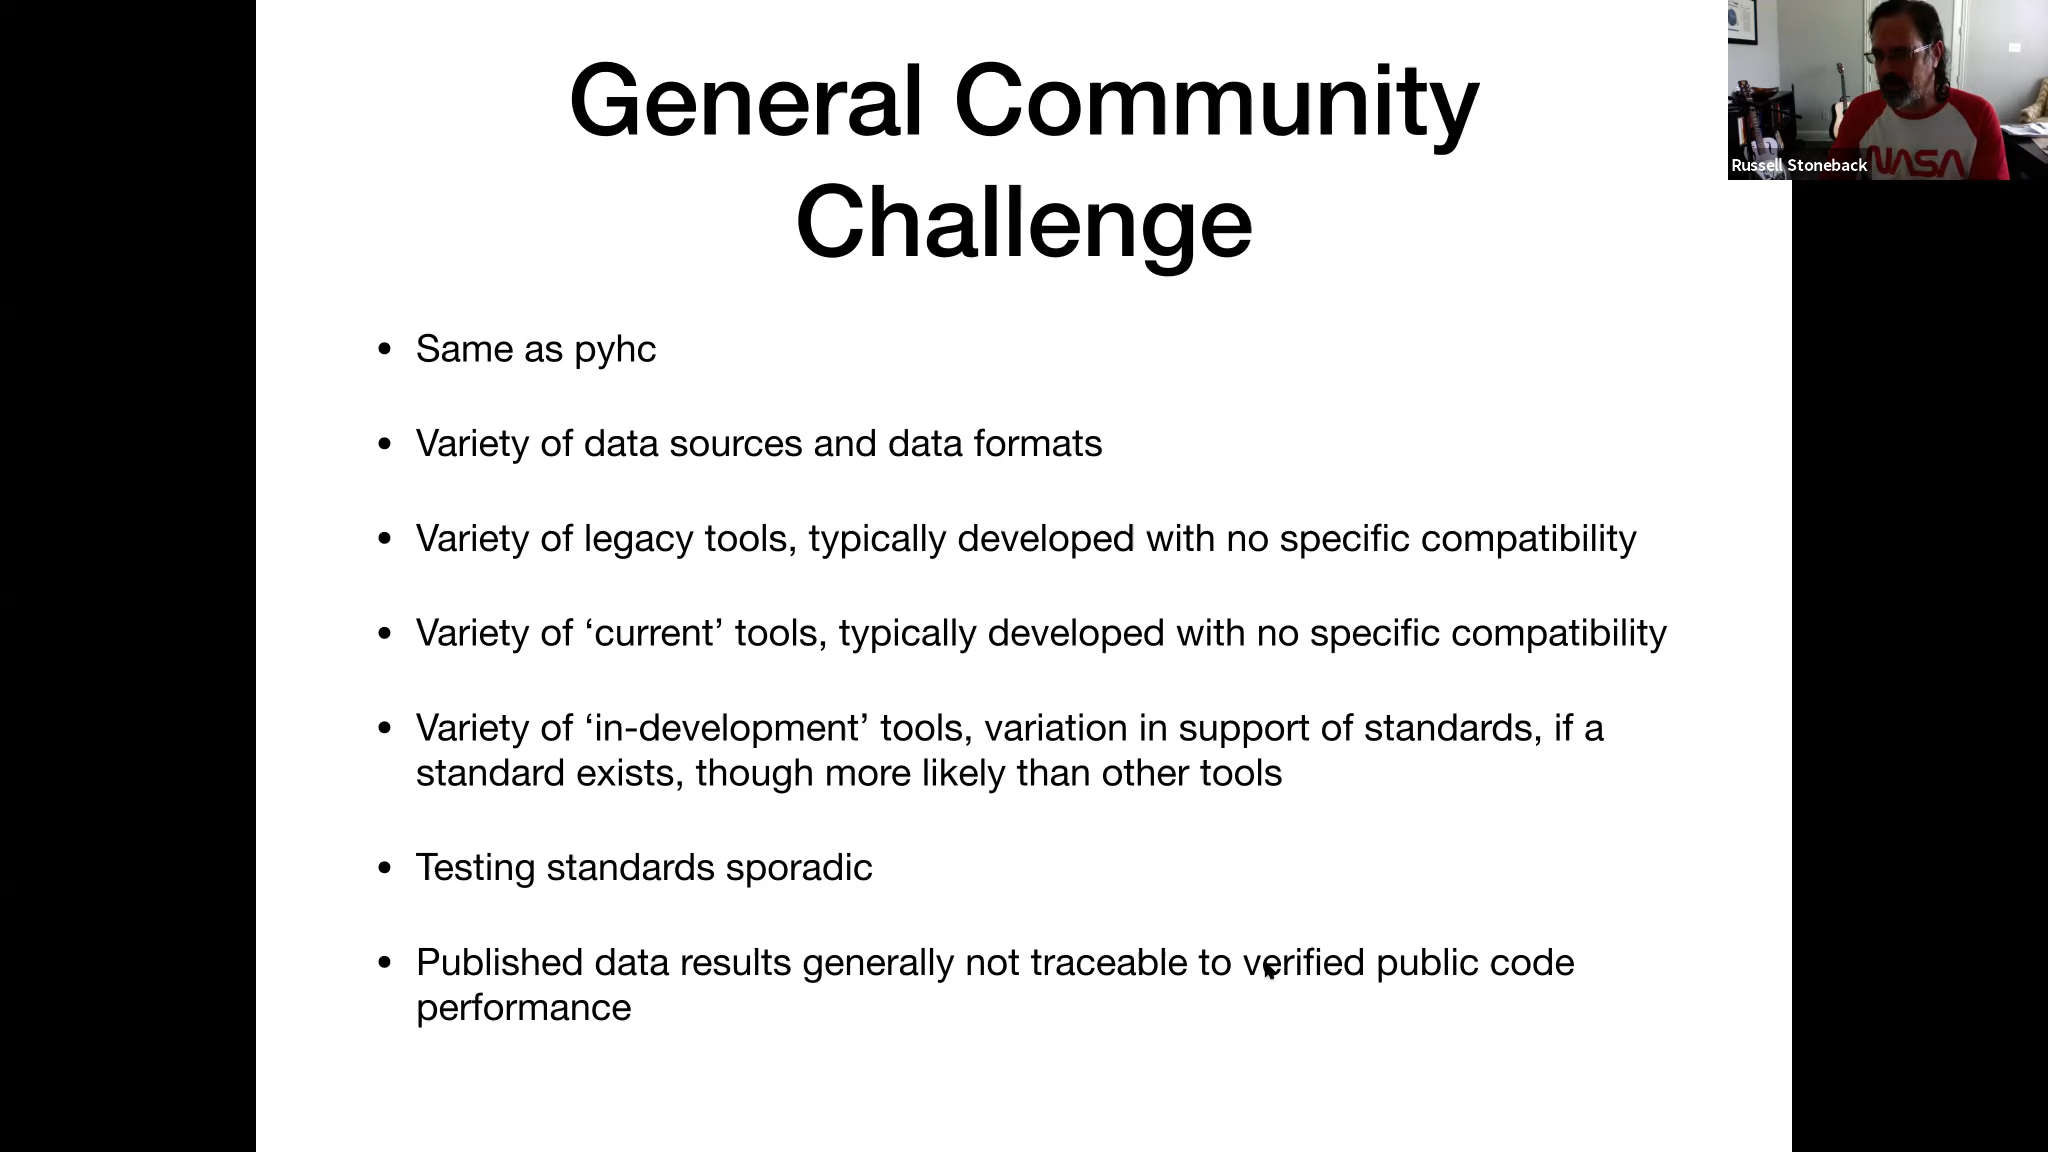 General Community
Challenge
• Same as pyhc
• Variety of data sources and data formats
• Variety of legacy tools, typically developed with no specific compatibility
• Variety of ‘current’ tools, typically developed with no specific compatibility
• Variety of ‘in-development’ tools, variation in support of standards, if a
standard exists, though more likely than other tools
• Testing standards sporadic
• Published data results generally not traceable to verified public code
performance
Russell Stoneback
NASA